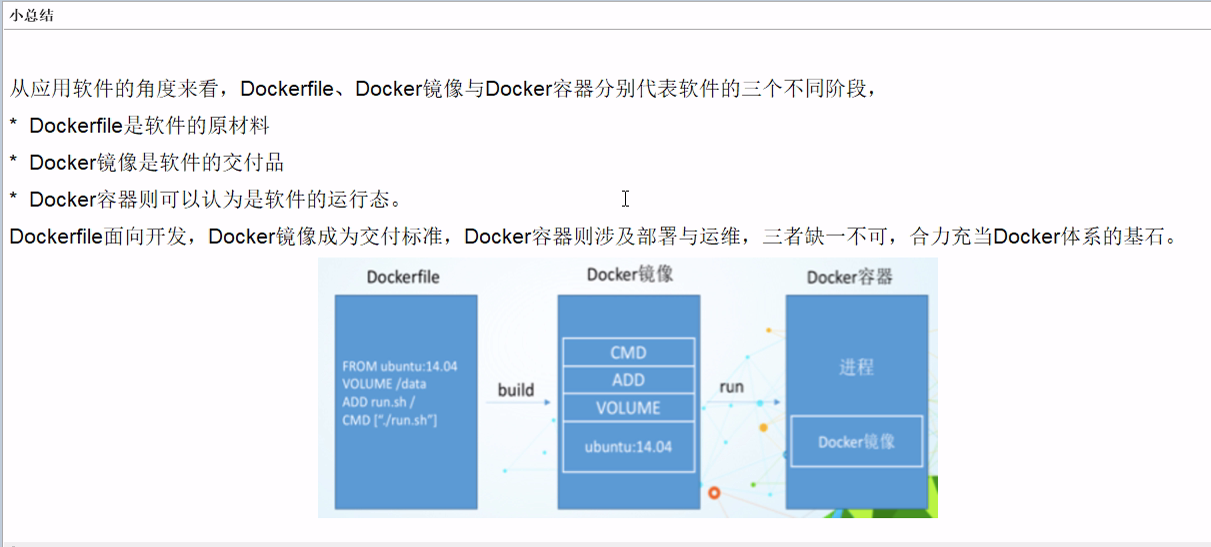 小总结
从应用软件的角度来看，Dockerfile、Docker镜像与Docker容器分别代表软件的三个不同阶段，
* Dockerfile是软件的原材料
* Docker镜像是软件的交付品
* Docker容器则可以认为是软件的运行态。
Dockerfile面向开发，Docker镜像成为交付标准，Docker容器则涉及部署与运维，三者缺一不可，合力充当Docker体系的基石。
Dockerfile
FROM ubuntu:14.04
VOLUME /data
ADD run.sh /
CMD [“./run.sh”]
build
Docker镜像
CMD
ADD
VOLUME
ubuntu:14.04
run
Docker容器
进程
Docker镜像